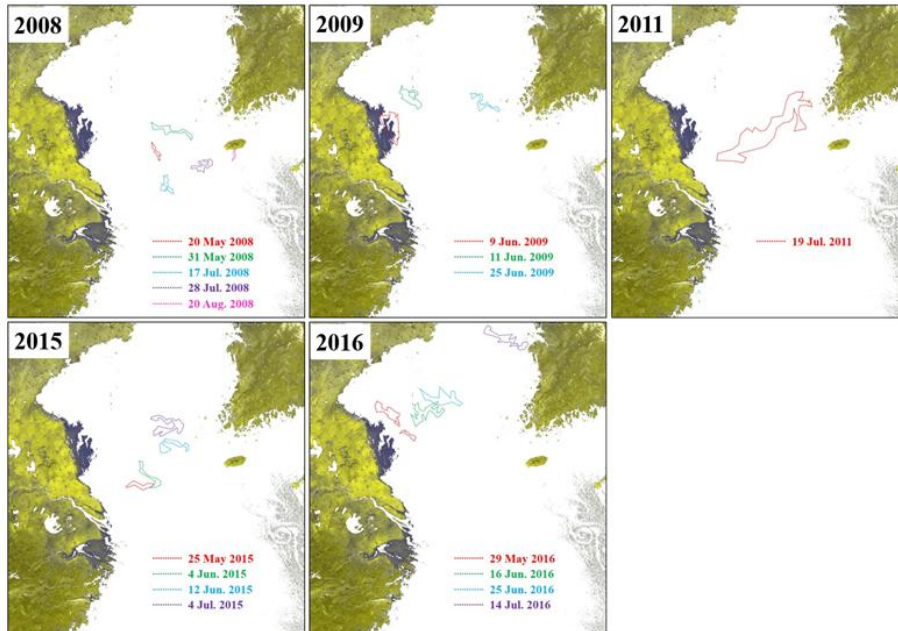 2008
20 May 2008
31 May 2008
17 Jul. 2008
28 Jul. 2008
20 Aug. 2008
2009
9 Jun. 2009
11 Jun. 2009
25 Jun. 2009
2011
19 Jul. 2011
2015
25 May 2015
4 Jun. 2015
12 Jun. 2015
4 Jul. 2015
2016
29 May 2016
16 Jun. 2016
25 Jun. 2016
14 Jul. 2016